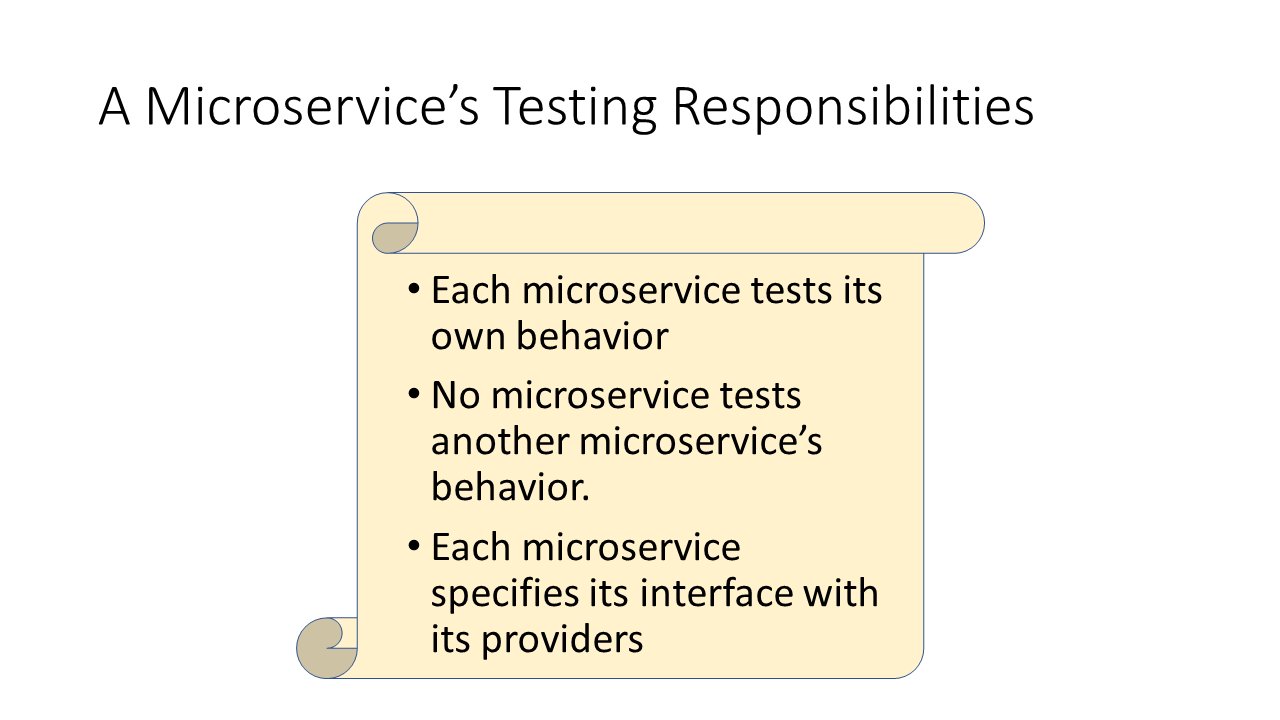 A Microservice’s Testing Responsibilities
• Each microservice tests its
own behavior
• No microservice tests
another microservice’s
behavior.
• Each microservice
specifies its interface with
its providers